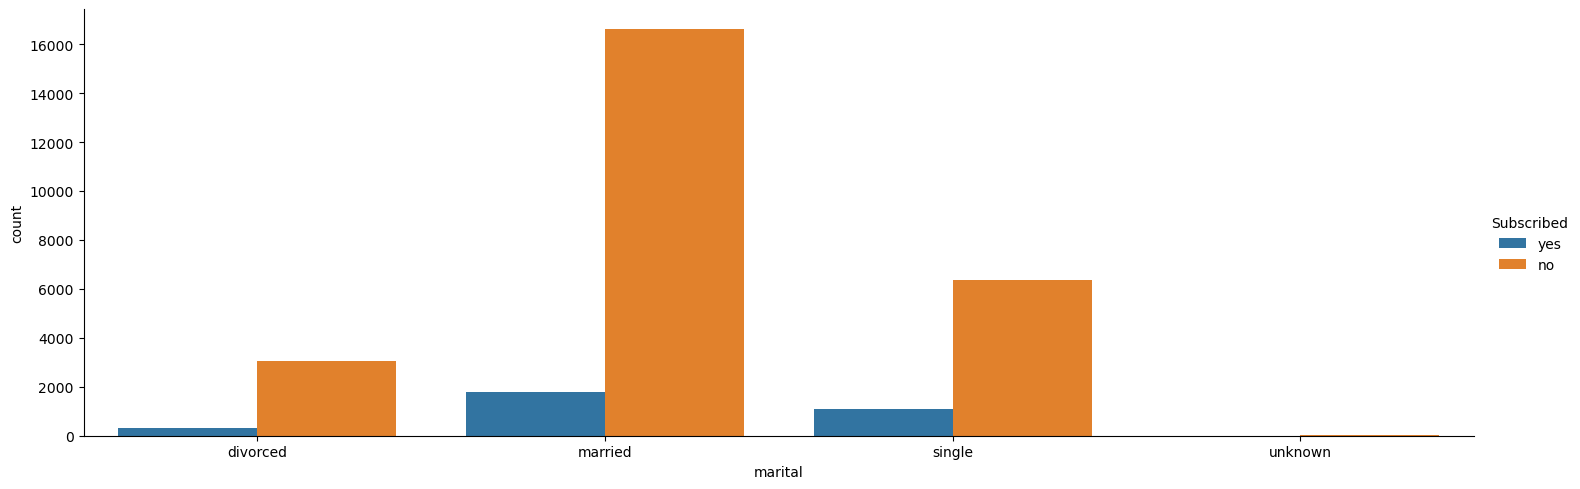 16000
14000
12000
10000
8000
6000
4000
2000
0
count
divorced
married
single
unknown
marital
Subscribed
yes
no